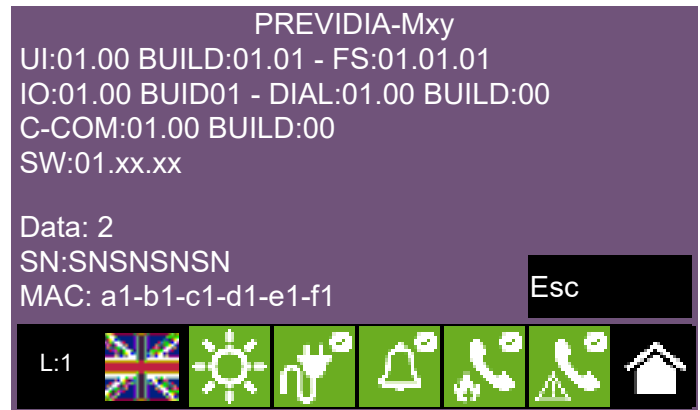 PREVIDIA-Mxy
UI:01.00 BUILD:01.01 - FS:01.01.01
IO:01.00 BUID01 - DIAL:01.00 BUILD:00
C-COM:01.00 BUILD:00
SW:01.xx.xx
Data: 2
SN:SNSNSNSN
MAC: a1-b1-c1-d1-e1-f1
Esc
L:1